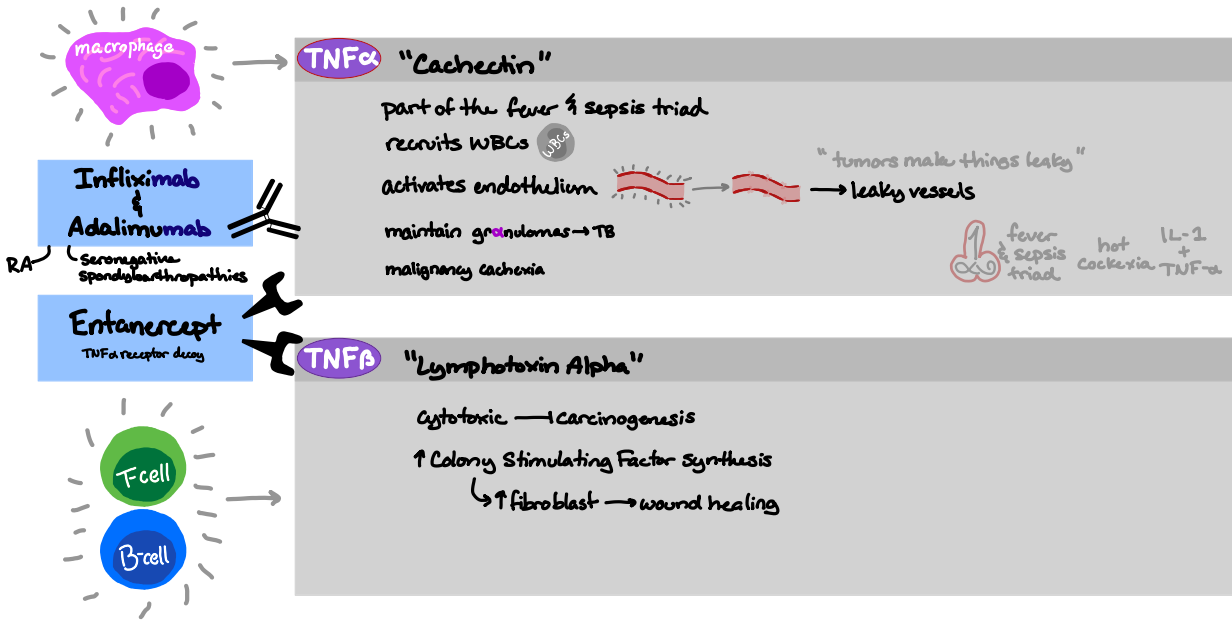 macrophage
TNFα
"Cachectin"
part of the fever & sepsis triad
recruits WBCs
WBCs
activates endothelium
"tumors make things leaky"
leaky vessels
maintain granulomas → TB
malignancy cachexia
1
αω
fever
& sepsis
triad
hot
cockexia
IL-1
+
TNF-α
Infliximab
&
Adalimumab
RA
Seronegative
Spondyloarthropathies
Entanercept
TNFα receptor decoy
TNFβ
"Lymphotoxin Alpha"
cytotoxic ⊣ carcinogenesis
↑ Colony Stimulating Factor Synthesis
↳ ↑ fibroblast → wound healing
T-cell
B-cell